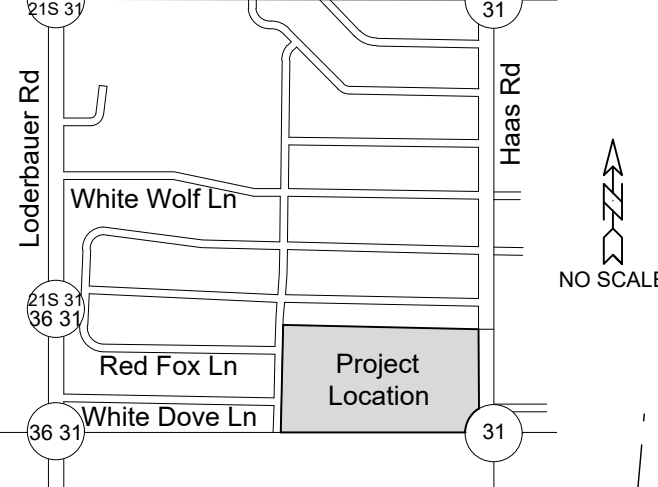 21S 31
31
Loderbauer Rd
Haas Rd
White Wolf Ln
N
NO SCALE
21S 31
36 31
Red Fox Ln
Project
Location
White Dove Ln
36 31
31